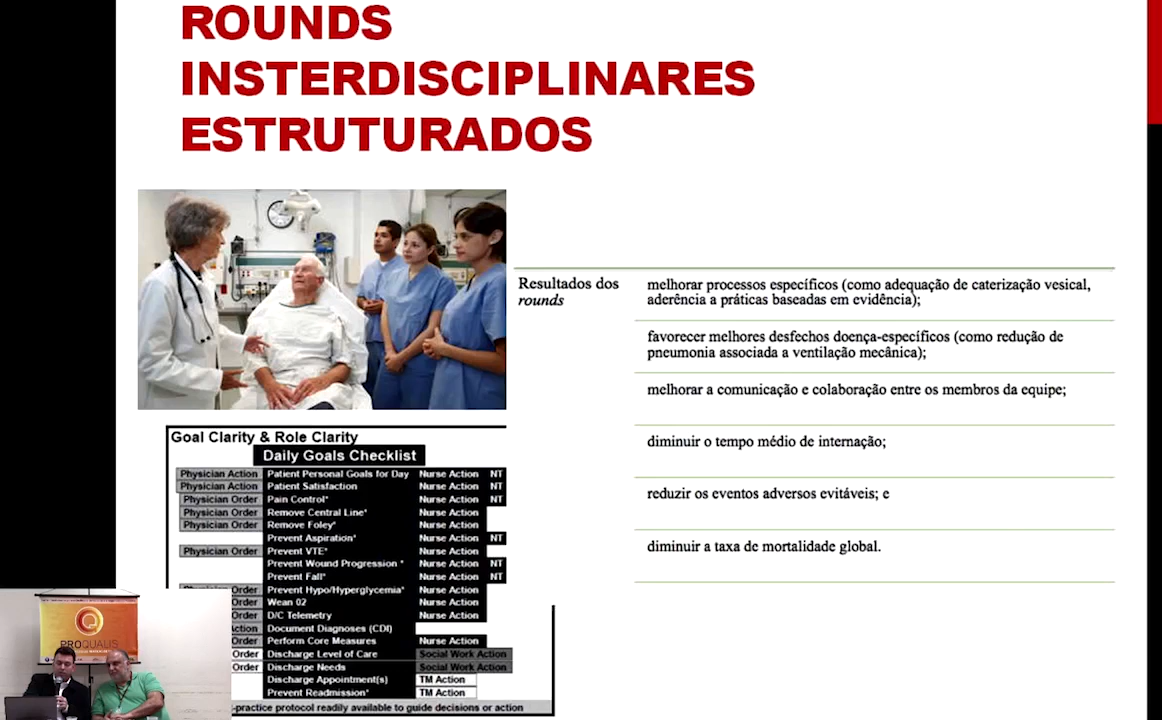 ROUNDS
INSTERDISCIPLINARES
ESTRUTURADOS
Resultados dos
rounds
melhorar processos específicos (como adequação de caterização vesical,
aderência a práticas baseadas em evidência);
favorecer melhores desfechos doença-específicos (como redução de
pneumonia associada a ventilação mecânica);
melhorar a comunicação e colaboração entre os membros da equipe;
diminuir o tempo médio de internação;
reduzir os eventos adversos evitáveis; e
diminuir a taxa de mortalidade global.
Goal Clarity & Role Clarity
Daily Goals Checklist
Physician Action Patient Personal Goals for Day Nurse Action NT
Physician Action Patient Satisfaction Nurse Action NT
Physician Order Pain Control* Nurse Action NT
Physician Order Remove Central Line* Nurse Action
Physician Order Remove Foley* Nurse Action
Prevent Aspiration* Nurse Action NT
Physician Order Prevent VTE* Nurse Action
Prevent Wound Progression * Nurse Action NT
Prevent Fall* Nurse Action NT
Order Prevent Hypo/Hyperglycemia* Nurse Action
Order Wean 02 Nurse Action
Order D/C Telemetry Nurse Action
ction Document Diagnoses (CDI)
Order Perform Core Measures Nurse Action
Order Discharge Level of Care Social Work Action
Order Discharge Needs Social Work Action
Discharge Appointment(s) TM Action
Prevent Readmission* TM Action
-practice protocol readily available to guide decisions or action
PROQUALIS